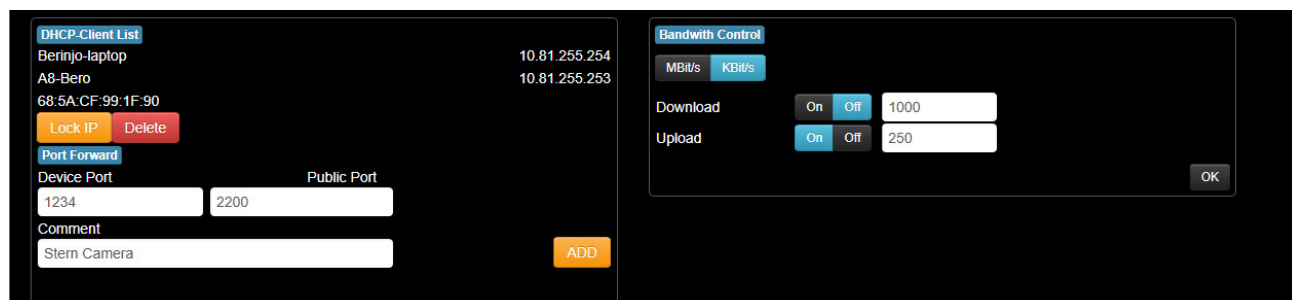 DHCP-Client List
Berinjo-laptop 10.81.255.254
A8-Bero 10.81.255.253
68:5A:CF:99:1F:90
Lock IP Delete
Port Forward
Device Port Public Port
1234 2200
Comment
Stern Camera ADD
Bandwith Control
MBit/s KBit/s
Download On Off 1000
Upload On Off 250
OK